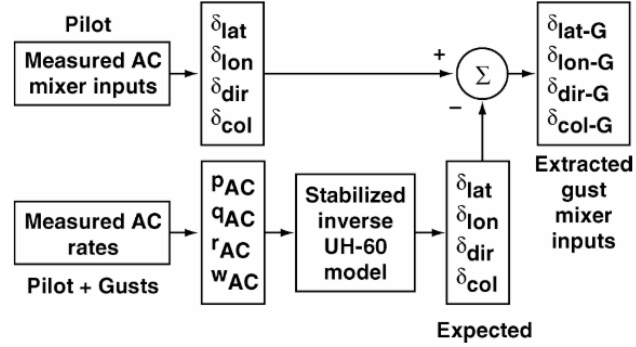 Pilot
Measured AC
mixer inputs
δlat
δlon
δdir
δcol
+
−
Σ
δlat-G
δlon-G
δdir-G
δcol-G
Extracted
gust
mixer
inputs
Measured AC
rates
Pilot + Gusts
pAC
qAC
rAC
wAC
Stabilized
inverse
UH-60
model
δlat
δlon
δdir
δcol
Expected